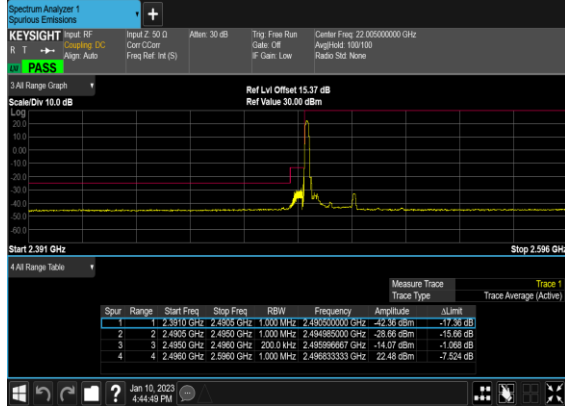 Spectrum Analyzer 1
Spurious Emissions
KEYSIGHT Input: RF Input Z: 50 Ω Atten: 30 dB Trig: Free Run Center Freq: 22.005000000 GHz
R T Coupling: DC Corr CCorr Gate: Off Avg|Hold: 100/100
Align: Auto Freq Ref: Int (S) IF Gain: Low Radio Std: None
PASS
3 All Range Graph
Ref Lvl Offset 15.37 dB
Scale/Div 10.0 dB Ref Value 30.00 dBm
Log
20.0
10.0
0.00
-10.0
-20.0
-30.0
-40.0
-50.0
-60.0
Start 2.391 GHz Stop 2.596 GHz
4 All Range Table
Measure Trace Trace 1
Trace Type Trace Average (Active)
Spur Range Start Freq Stop Freq RBW Frequency Amplitude ΔLimit
1 1 2.3910 GHz 2.4905 GHz 1.000 MHz 2.490500000 GHz -42.36 dBm -17.36 dB
2 2 2.4905 GHz 2.4950 GHz 1.000 MHz 2.494985000 GHz -28.66 dBm -15.66 dB
3 3 2.4950 GHz 2.4960 GHz 200.0 kHz 2.495996667 GHz -14.07 dBm -1.068 dB
4 4 2.4960 GHz 2.5960 GHz 1.000 MHz 2.496833333 GHz 22.48 dBm -7.524 dB
? Jan 10, 2023
4:44:49 PM